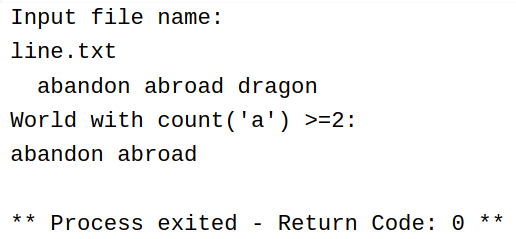 Input file name:
line.txt
  abandon abroad dragon
World with count('a') >=2:
abandon abroad
** Process exited - Return Code: 0 **